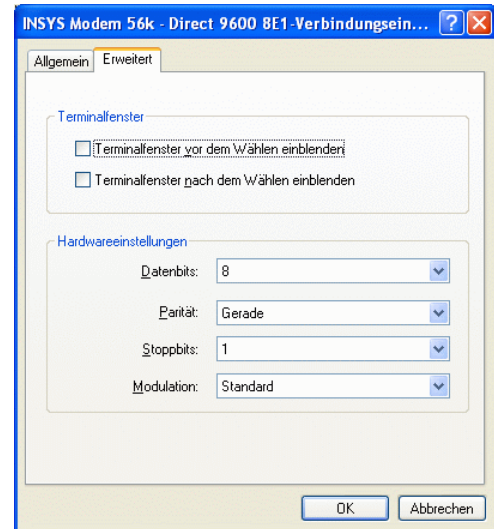 INSYS Modem 56k - Direct 9600 8E1-Verbindungsein...
Allgemein Erweitert
Terminalfenster
Terminalfenster vor dem Wählen einblenden
Terminalfenster nach dem Wählen einblenden
Hardwareeinstellungen
Datenbits: 8
Parität: Gerade
Stoppbits: 1
Modulation: Standard
OK Abbrechen